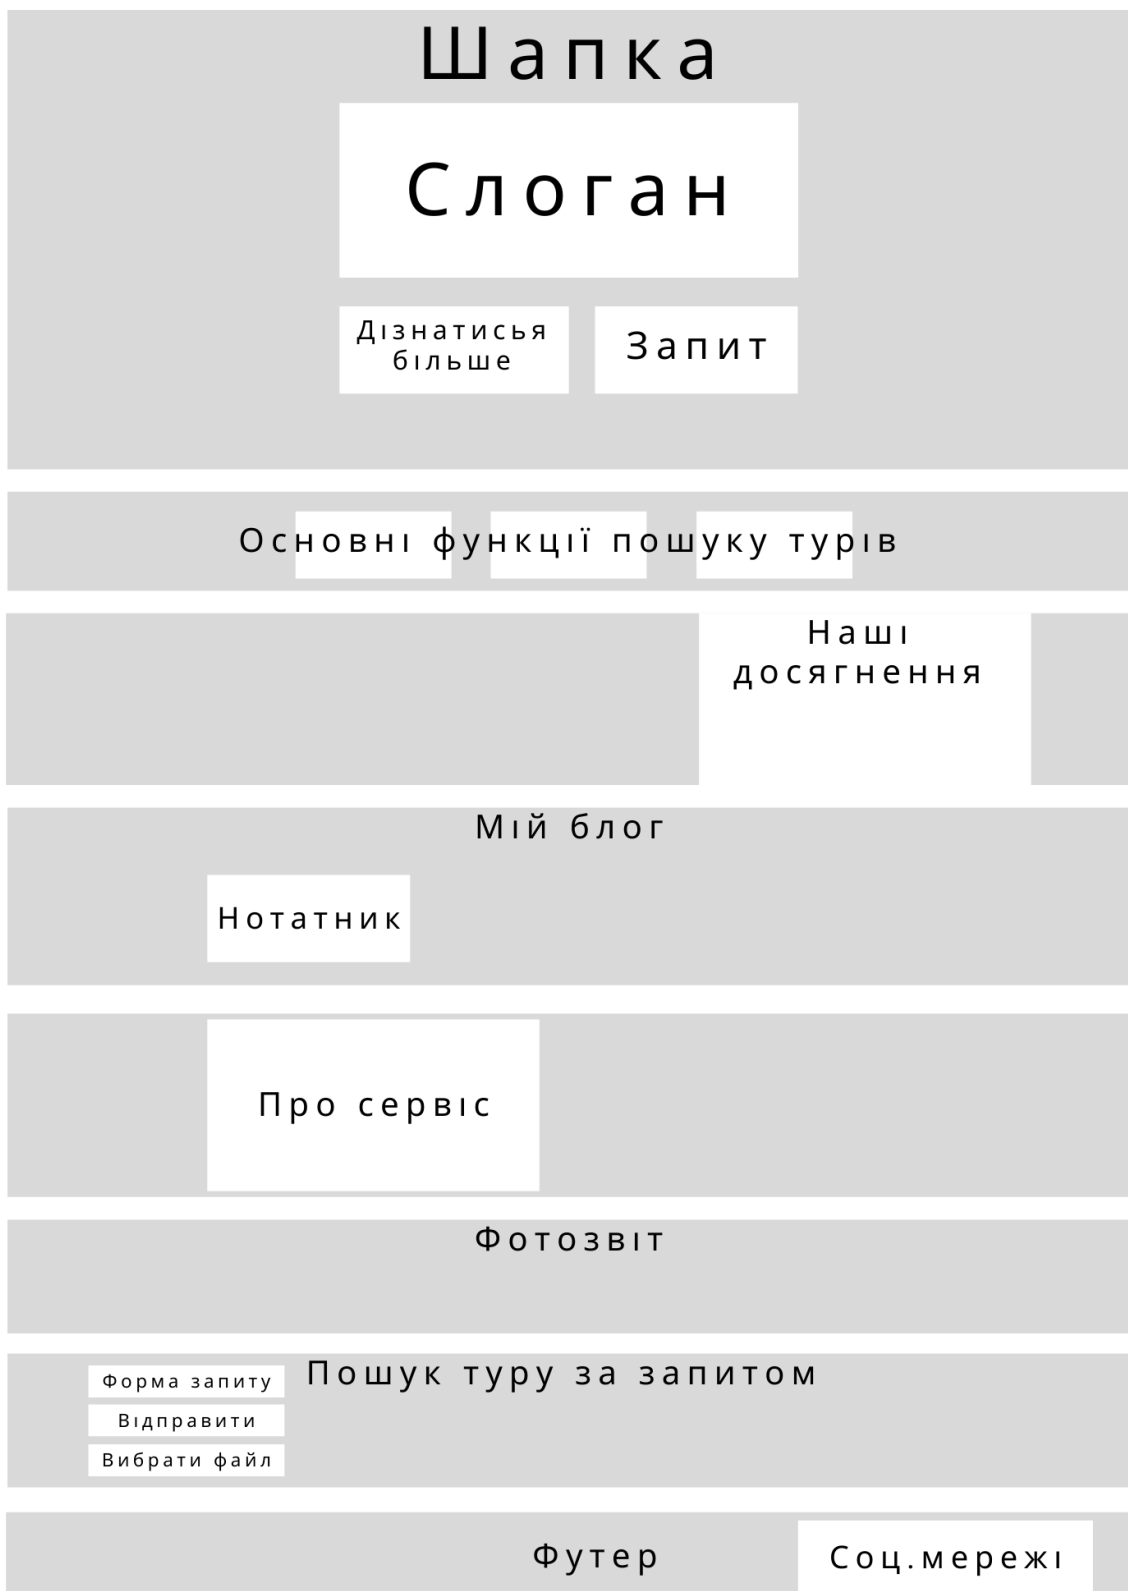 Шапка
Слоган
Дізнатисья
більше
Запит
Основні функції пошуку турів
Наші
досягнення
Мій блог
Нотатник
Про сервіс
Фотозвіт
Пошук туру за запитом
Форма запиту
Відправити
Вибрати файл
Футер
Соц.мережі